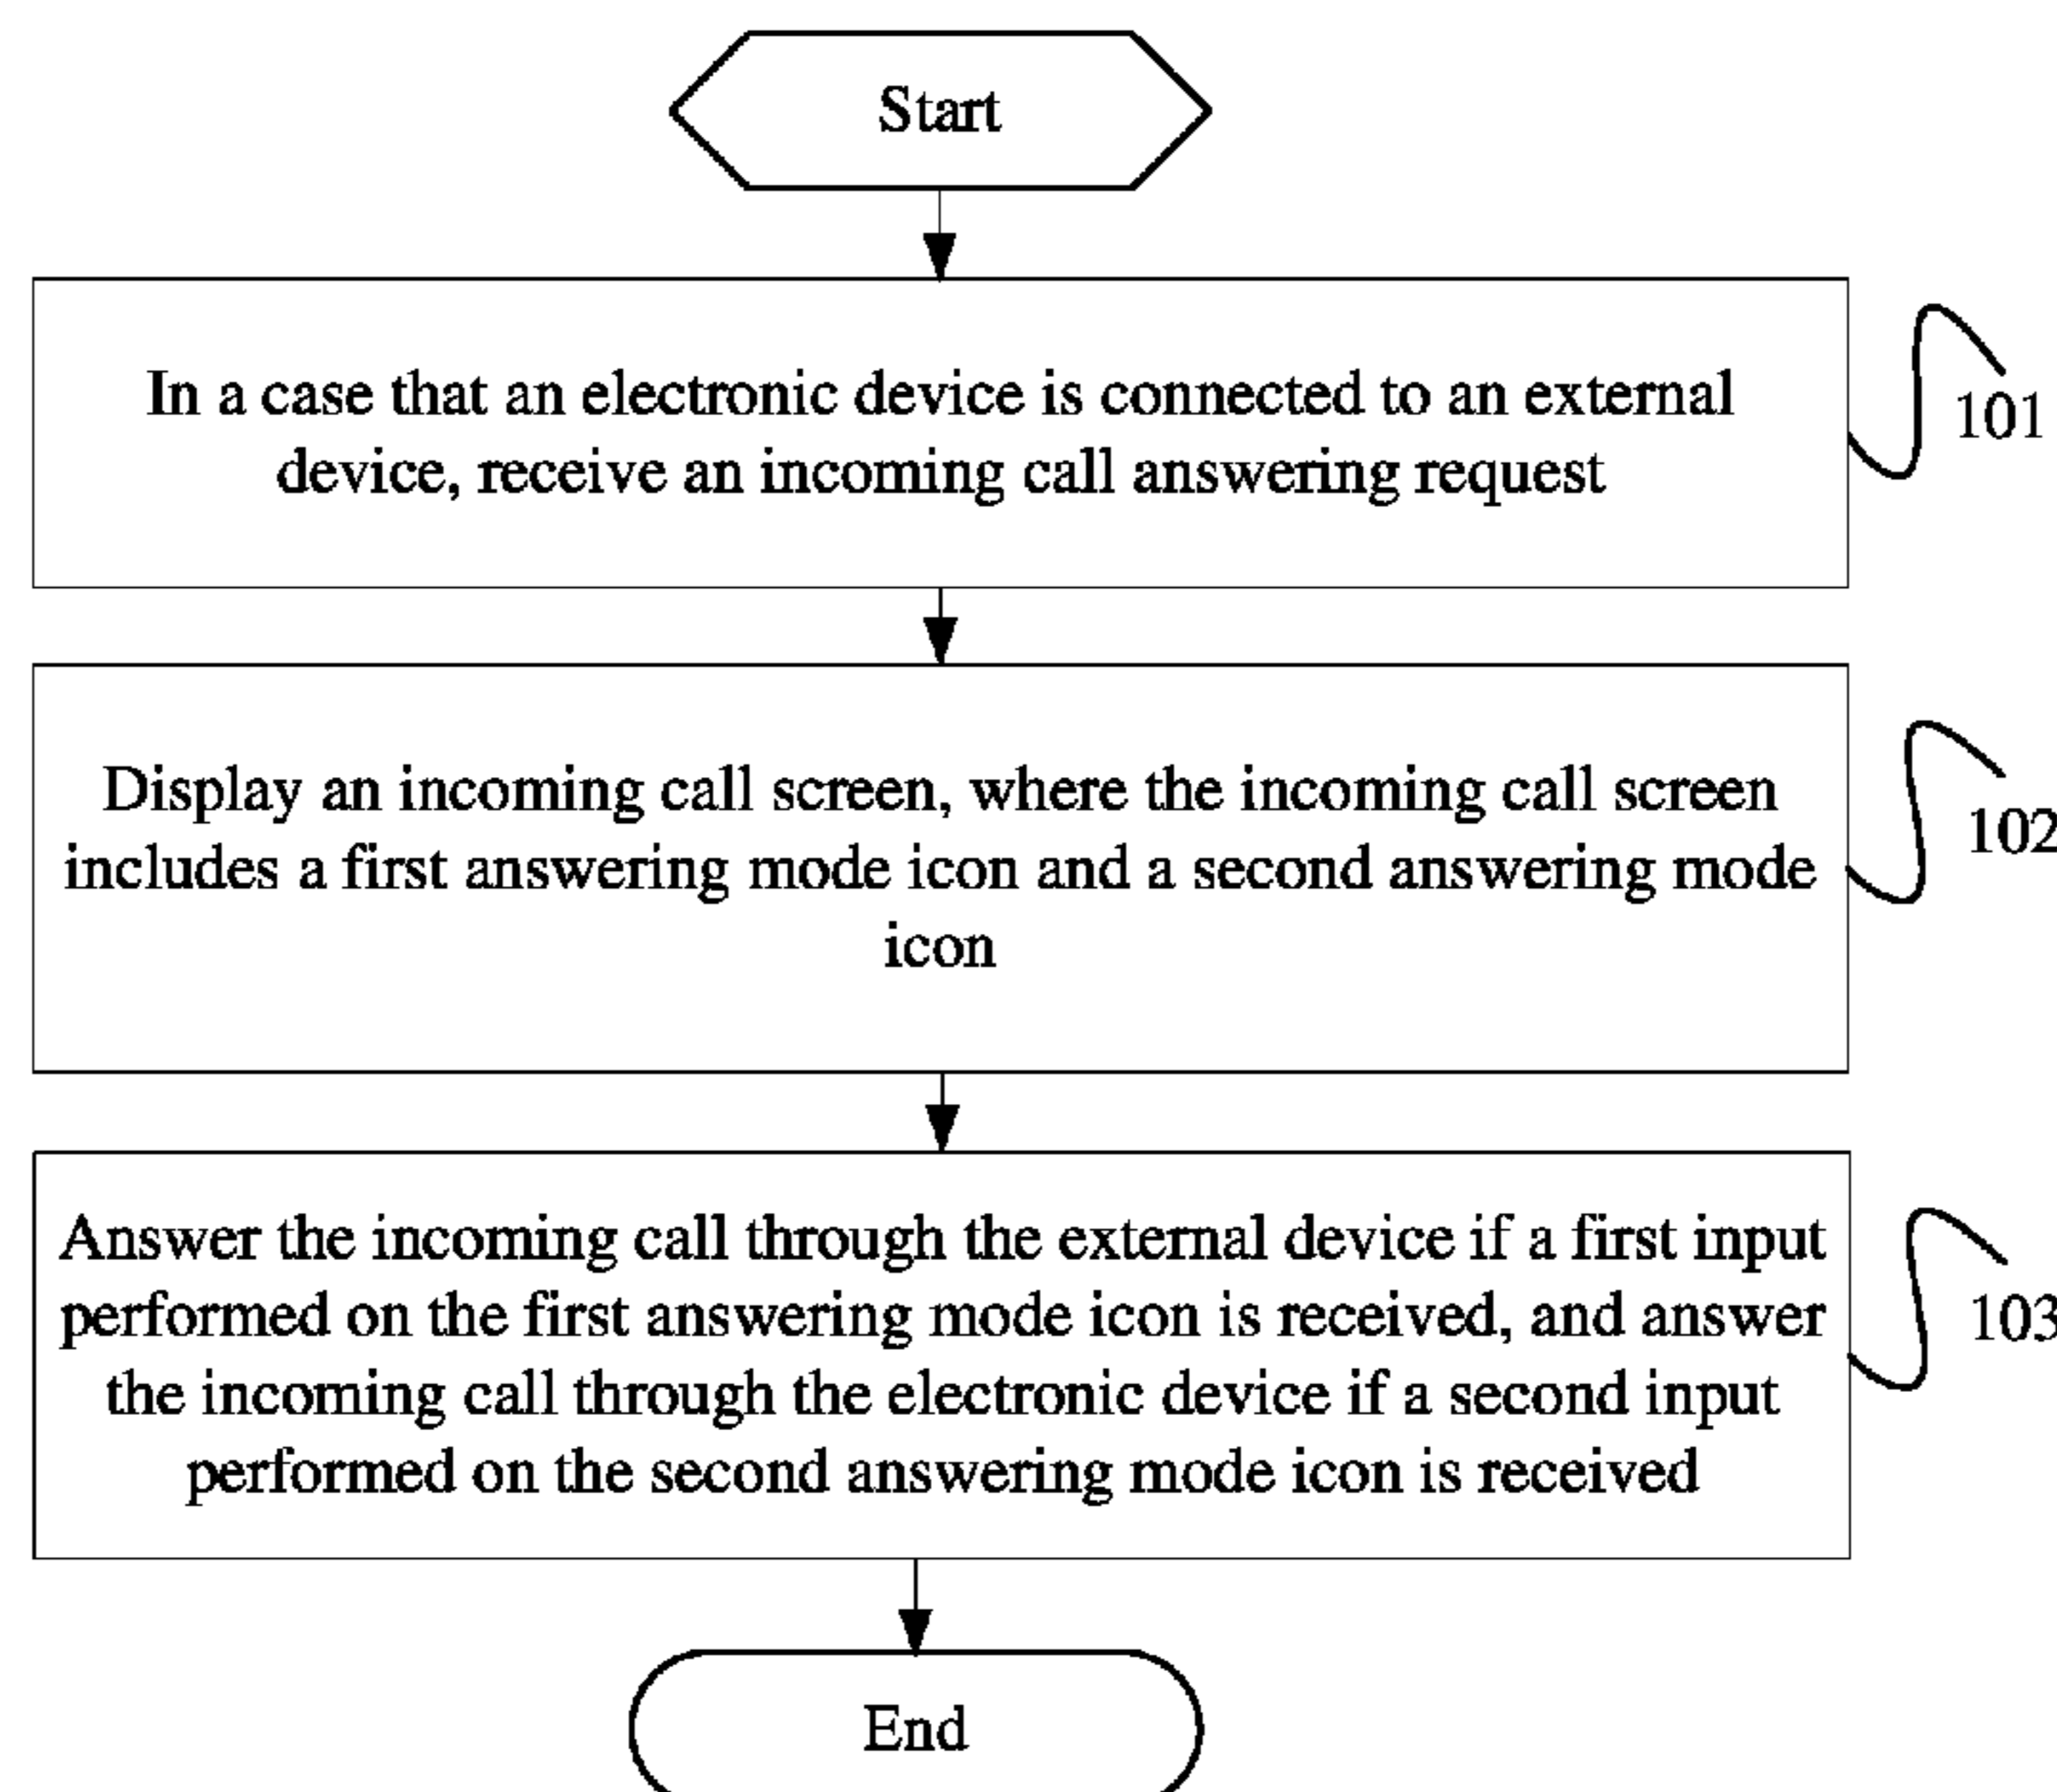 Start
In a case that an electronic device is connected to an external
device, receive an incoming call answering request
101
Display an incoming call screen, where the incoming call screen
includes a first answering mode icon and a second answering mode
icon
102
Answer the incoming call through the external device if a first input
performed on the first answering mode icon is received, and answer
the incoming call through the electronic device if a second input
performed on the second answering mode icon is received
103
End